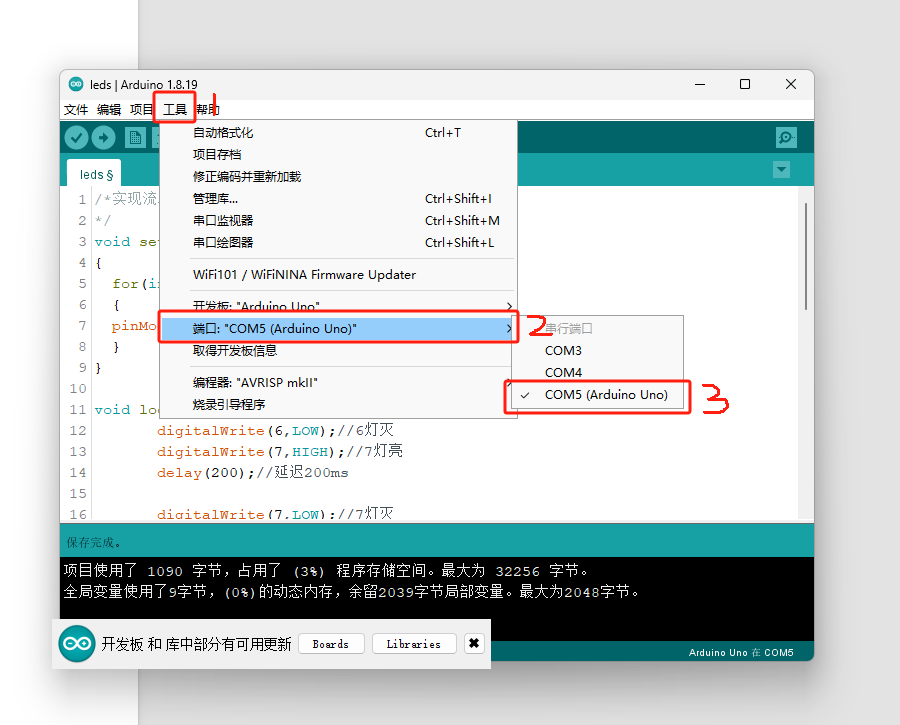 leds | Arduino 1.8.19
文件 编辑 项目 工具 帮助
1
自动格式化 Ctrl+T
项目存档
修正编码并重新加载
管理库... Ctrl+Shift+I
串口监视器 Ctrl+Shift+M
串口绘图器 Ctrl+Shift+L
WiFi101 / WiFiNINA Firmware Updater
开发板: "Arduino Uno"
端口: "COM5 (Arduino Uno)"
取得开发板信息
编程器: "AVRISP mkII"
烧录引导程序
2
串行端口
COM3
COM4
COM5 (Arduino Uno)
3
leds §
1 /*实现流
2 */
3 void se
4 {
5 for(i
6 {
7 pinMo
8 }
9 }
10
11 void lo
12 digitalWrite(6,LOW);//6灯灭
13 digitalWrite(7,HIGH);//7灯亮
14 delay(200);//延迟200ms
15
16 digitalWrite(7,LOW);//7灯灭
保存完成。
项目使用了 1090 字节，占用了 (3%) 程序存储空间。最大为 32256 字节。
全局变量使用了9字节，(0%)的动态内存，余留2039字节局部变量。最大为2048字节。
开发板 和 库中部分有可用更新 Boards Libraries
Arduino Uno 在 COM5